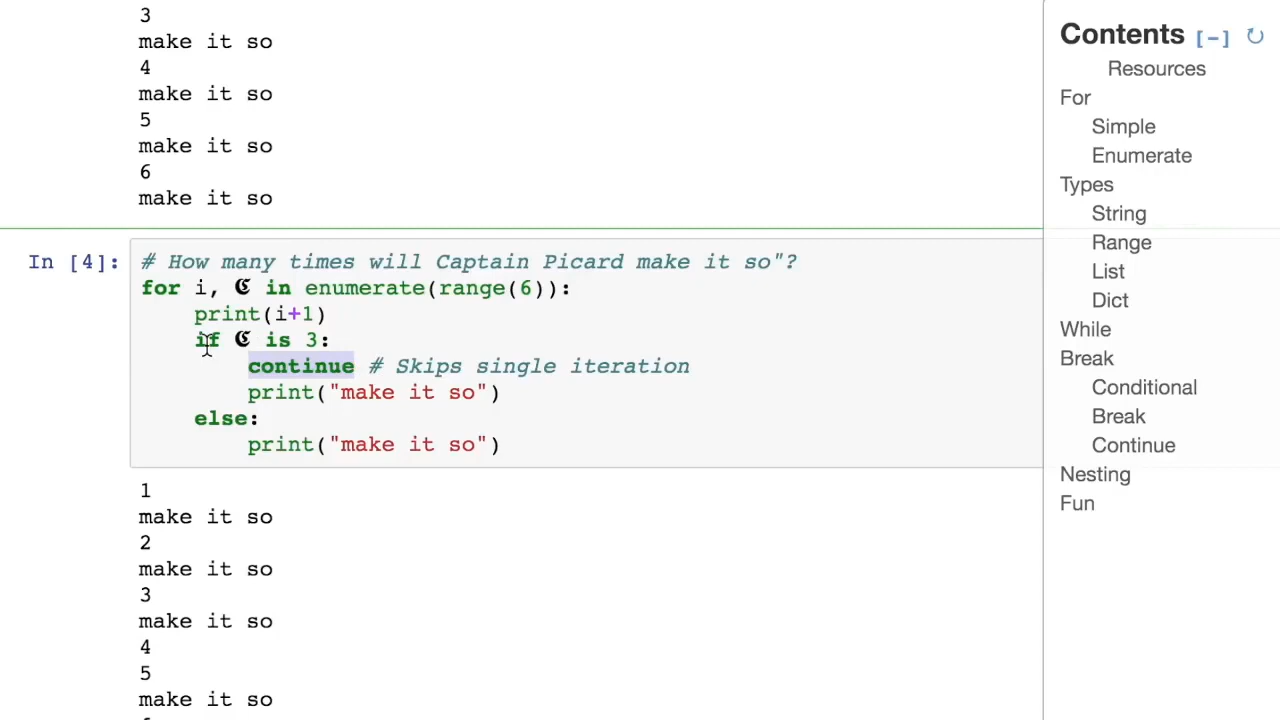 3
make it so
4
make it so
5
make it so
6
make it so
In [4]:
# How many times will Captain Picard make it so"?
for i, ℭ in enumerate(range(6)):
    print(i+1)
    if ℭ is 3:
        continue # Skips single iteration
        print("make it so")
    else:
        print("make it so")
1
make it so
2
make it so
3
make it so
4
5
make it so
Contents [-] ↻
Resources
For
Simple
Enumerate
Types
String
Range
List
Dict
While
Break
Conditional
Break
Continue
Nesting
Fun